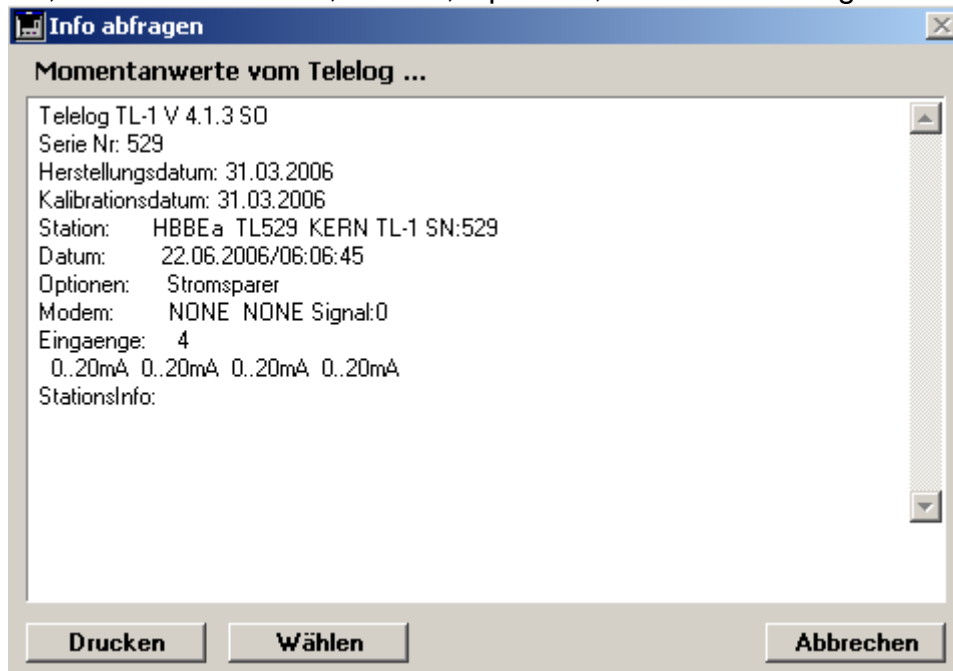 Info abfragen
Momentanwerte vom Telelog ...
Telelog TL-1 V 4.1.3 SO
Serie Nr: 529
Herstellungsdatum: 31.03.2006
Kalibrationsdatum: 31.03.2006
Station: HBBEa TL529 KERN TL-1 SN:529
Datum: 22.06.2006/06:06:45
Optionen: Stromsparer
Modem: NONE NONE Signal:0
Eingaenge: 4
0..20mA 0..20mA 0..20mA 0..20mA
StationsInfo:
Drucken Wählen Abbrechen